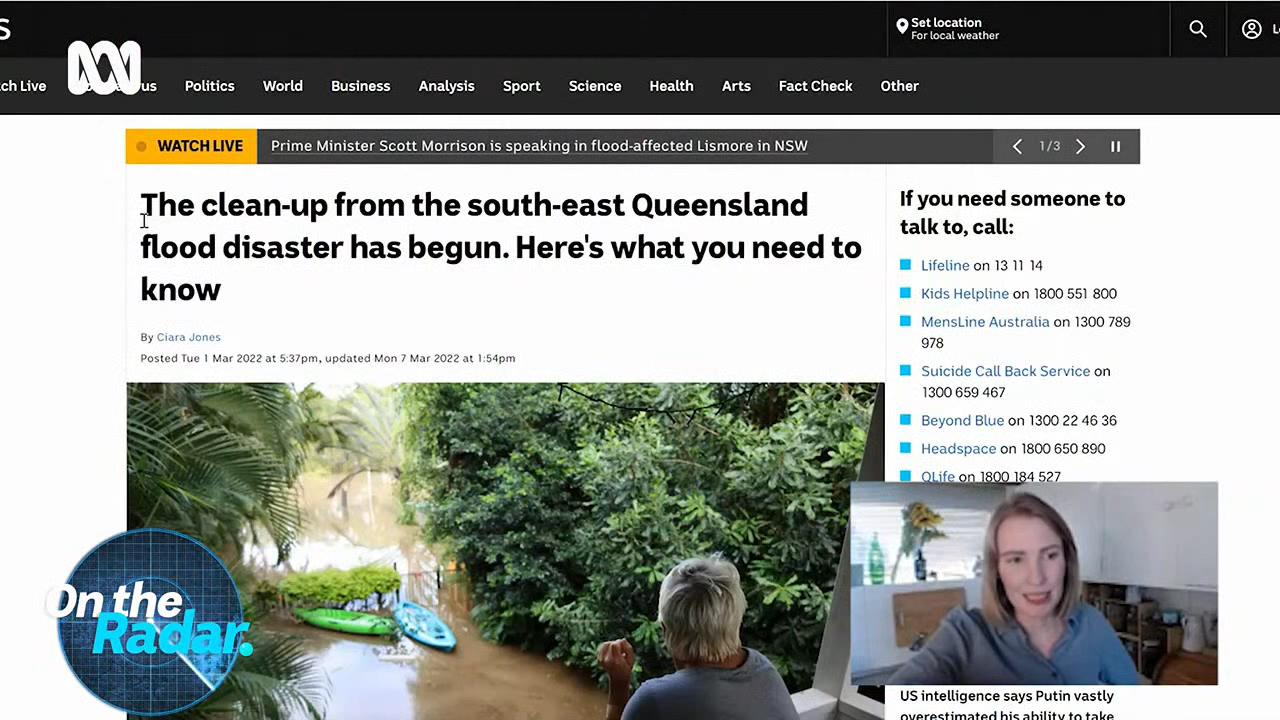 S
Set location
For local weather
ch Live
us
Politics
World
Business
Analysis
Sport
Science
Health
Arts
Fact Check
Other
WATCH LIVE
Prime Minister Scott Morrison is speaking in flood-affected Lismore in NSW
1/3
The clean-up from the south-east Queensland
flood disaster has begun. Here's what you need to
know
By Ciara Jones
Posted Tue 1 Mar 2022 at 5:37pm, updated Mon 7 Mar 2022 at 1:54pm
If you need someone to
talk to, call:
Lifeline on 13 11 14
Kids Helpline on 1800 551 800
MensLine Australia on 1300 789
978
Suicide Call Back Service on
1300 659 467
Beyond Blue on 1300 22 46 36
Headspace on 1800 650 890
QLife on 1800 184 527
On the
Radar.
US intelligence says Putin vastly
overestimated his ability to take